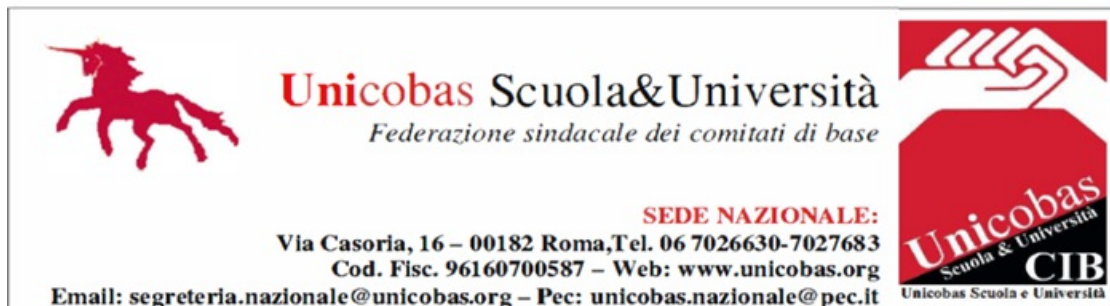 Unicobas Scuola&Università
Federazione sindacale dei comitati di base
SEDE NAZIONALE:
Via Casoria, 16 – 00182 Roma,Tel. 06 7026630-7027683
Cod. Fisc. 96160700587 – Web: www.unicobas.org
Email: segreteria.nazionale@unicobas.org – Pec: unicobas.nazionale@pec.it
Unicobas
Scuola & Università
CIB
Unicobas Scuola e Università